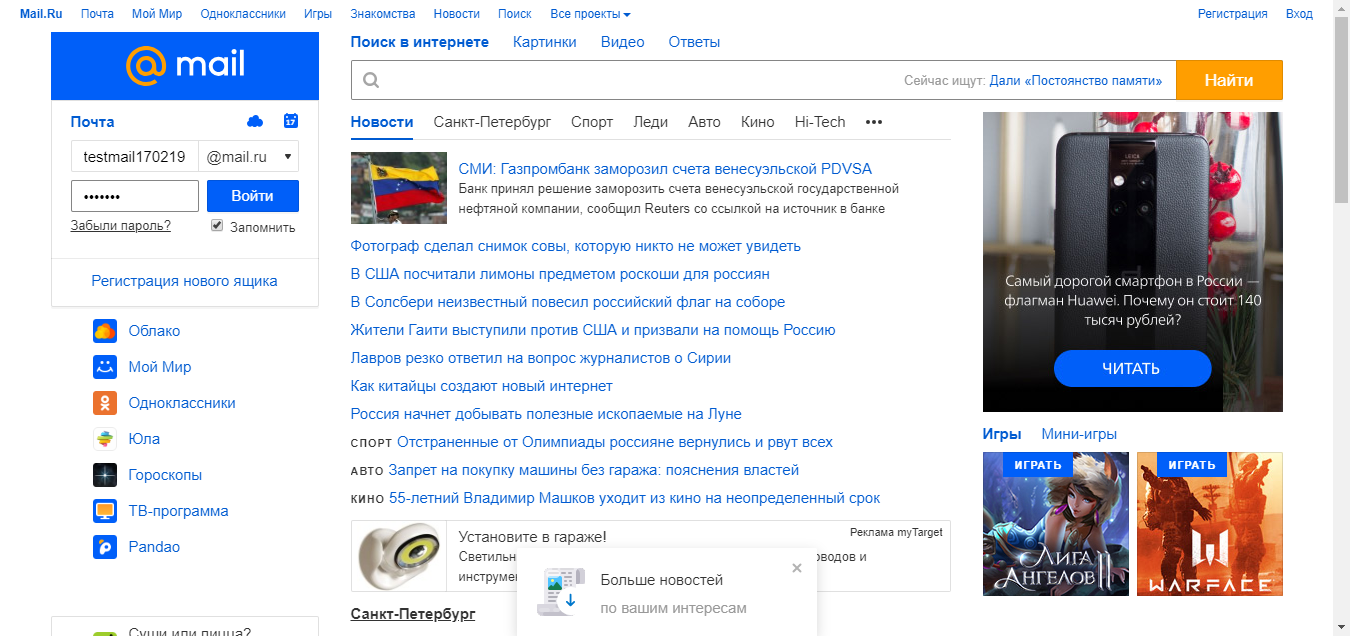 Mail.Ru Почта Мой Мир Одноклассники Игры Знакомства Новости Поиск Все проекты Регистрация Вход
@mail
Почта
17
testmail170219 @mail.ru
•••••••
Войти
Забыли пароль?
Запомнить
Регистрация нового ящика
Облако
Мой Мир
Одноклассники
Юла
Гороскопы
ТВ-программа
Pandao
Суши или пицца?
Поиск в интернете Картинки Видео Ответы
Сейчас ищут: Дали «Постоянство памяти»
Найти
Новости Санкт-Петербург Спорт Леди Авто Кино Hi-Tech •••
СМИ: Газпромбанк заморозил счета венесуэльской PDVSA
Банк принял решение заморозить счета венесуэльской государственной
нефтяной компании, сообщил Reuters со ссылкой на источник в банке
Фотограф сделал снимок совы, которую никто не может увидеть
В США посчитали лимоны предметом роскоши для россиян
В Солсбери неизвестный повесил российский флаг на соборе
Жители Гаити выступили против США и призвали на помощь Россию
Лавров резко ответил на вопрос журналистов о Сирии
Как китайцы создают новый интернет
Россия начнет добывать полезные ископаемые на Луне
СПОРТ Отстраненные от Олимпиады россияне вернулись и рвут всех
АВТО Запрет на покупку машины без гаража: пояснения властей
КИНО 55-летний Владимир Машков уходит из кино на неопределенный срок
Установите в гараже!
Реклама myTarget
Больше новостей
по вашим интересам
Санкт-Петербург
LEICA
Самый дорогой смартфон в России —
флагман Huawei. Почему он стоит 140
тысяч рублей?
ЧИТАТЬ
Игры Мини-игры
ИГРАТЬ
ЛИГА
АНГЕЛОВ II
ИГРАТЬ
WARFACE